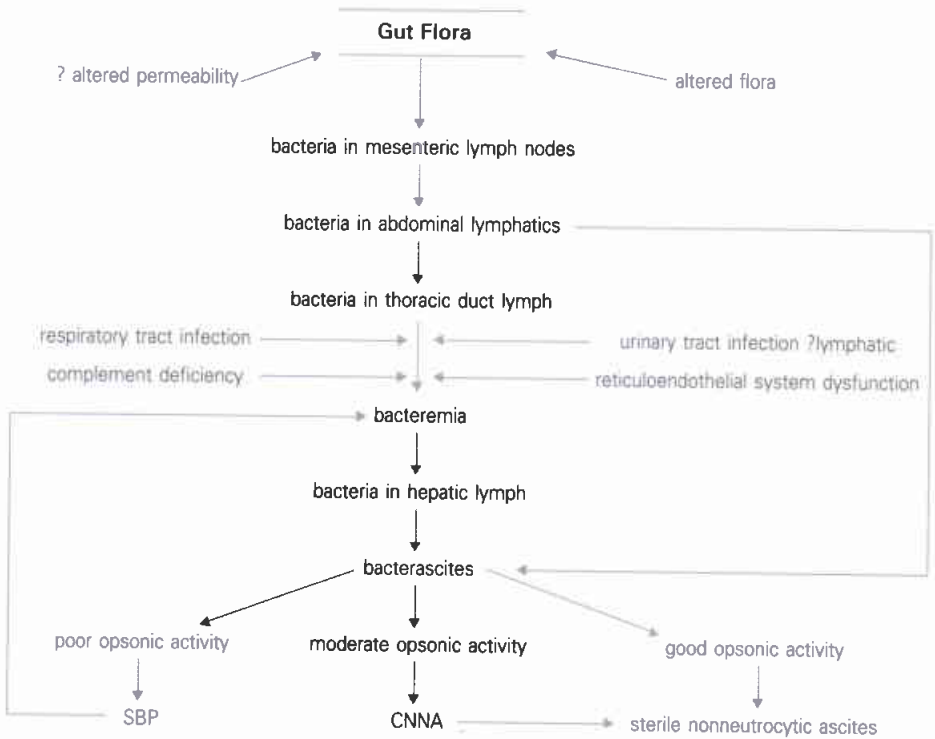 Gut Flora
? altered permeability
altered flora
bacteria in mesenteric lymph nodes
bacteria in abdominal lymphatics
bacteria in thoracic duct lymph
respiratory tract infection
urinary tract infection ?lymphatic
complement deficiency
reticuloendothelial system dysfunction
bacteremia
bacteria in hepatic lymph
bacterascites
poor opsonic activity
moderate opsonic activity
good opsonic activity
SBP
CNNA
sterile nonneutrocytic ascites